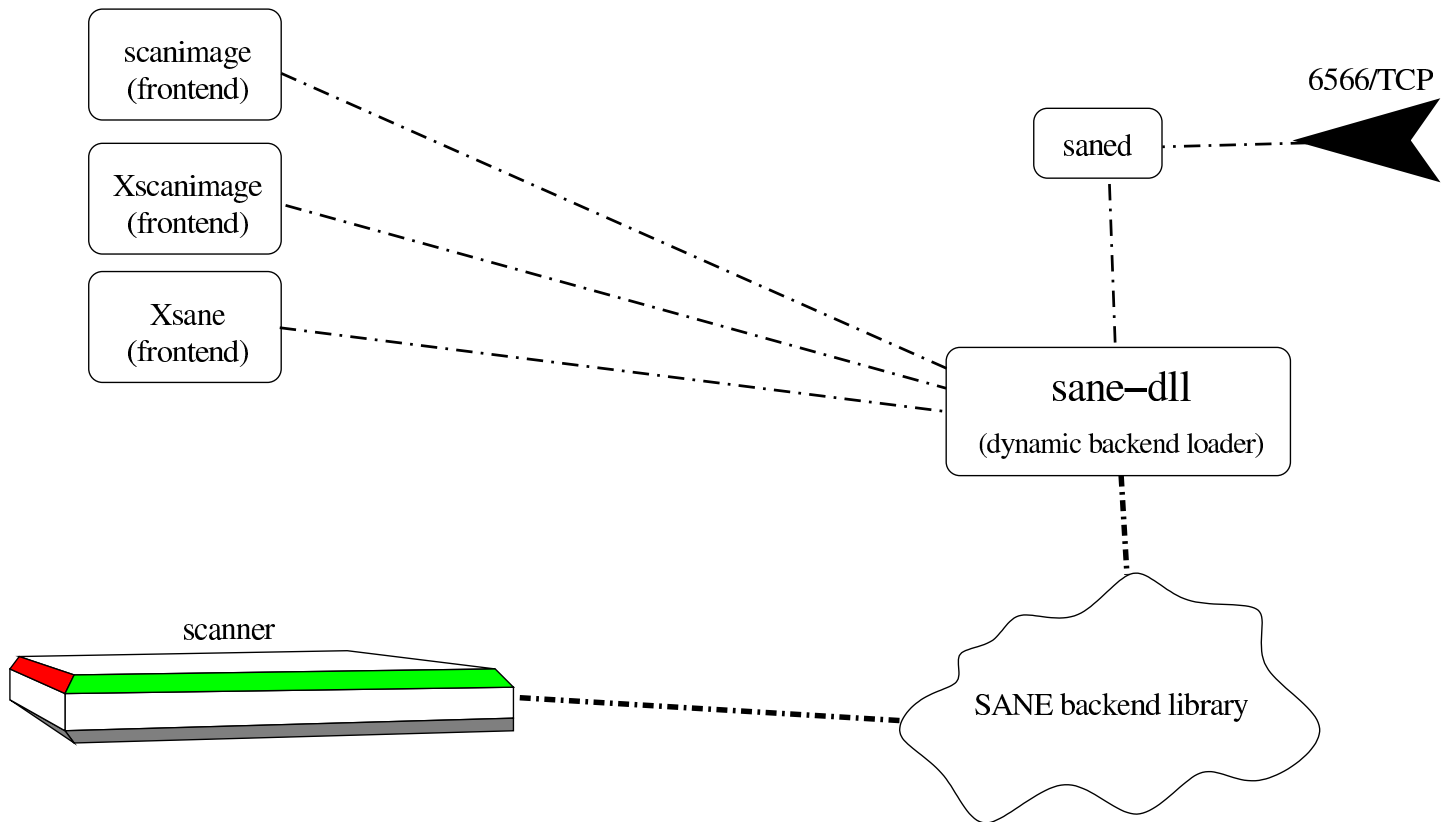 scanimage
(frontend)
Xscanimage
(frontend)
Xsane
(frontend)
6566/TCP
saned
sane–dll
(dynamic backend loader)
scanner
SANE backend library